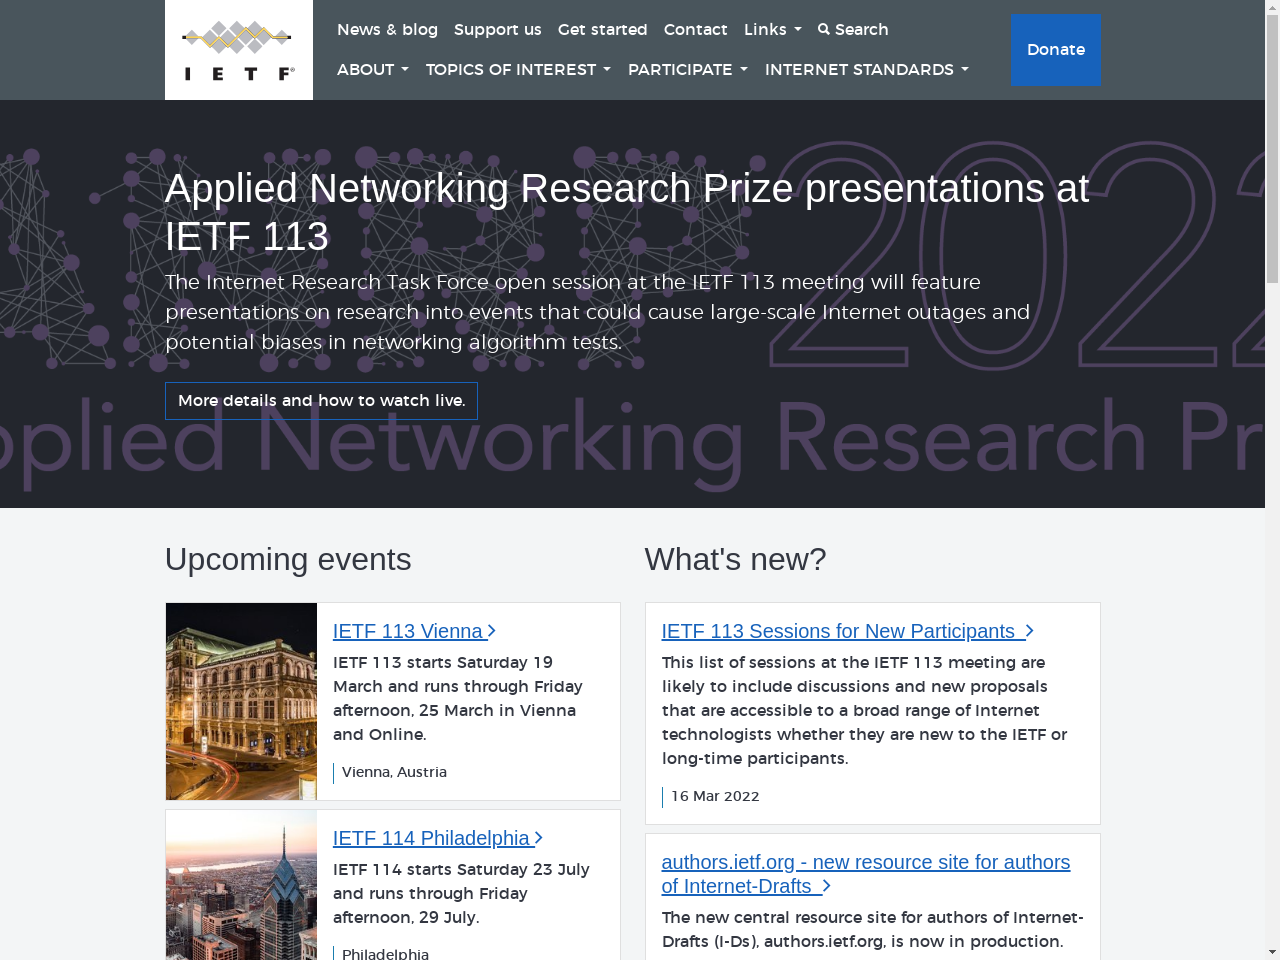 News & blog
Support us
Get started
Contact
Links
Search
Donate
IETF®
ABOUT
TOPICS OF INTEREST
PARTICIPATE
INTERNET STANDARDS
2022
Applied Networking Research Prize presentations at
IETF 113
The Internet Research Task Force open session at the IETF 113 meeting will feature
presentations on research into events that could cause large-scale Internet outages and
potential biases in networking algorithm tests.
More details and how to watch live.
pplied Networking Research Pri
Upcoming events
IETF 113 Vienna
IETF 113 starts Saturday 19
March and runs through Friday
afternoon, 25 March in Vienna
and Online.
Vienna, Austria
IETF 114 Philadelphia
IETF 114 starts Saturday 23 July
and runs through Friday
afternoon, 29 July.
Philadelphia
What's new?
IETF 113 Sessions for New Participants
This list of sessions at the IETF 113 meeting are
likely to include discussions and new proposals
that are accessible to a broad range of Internet
technologists whether they are new to the IETF or
long-time participants.
16 Mar 2022
authors.ietf.org - new resource site for authors
of Internet-Drafts
The new central resource site for authors of Internet-
Drafts (I-Ds), authors.ietf.org, is now in production.